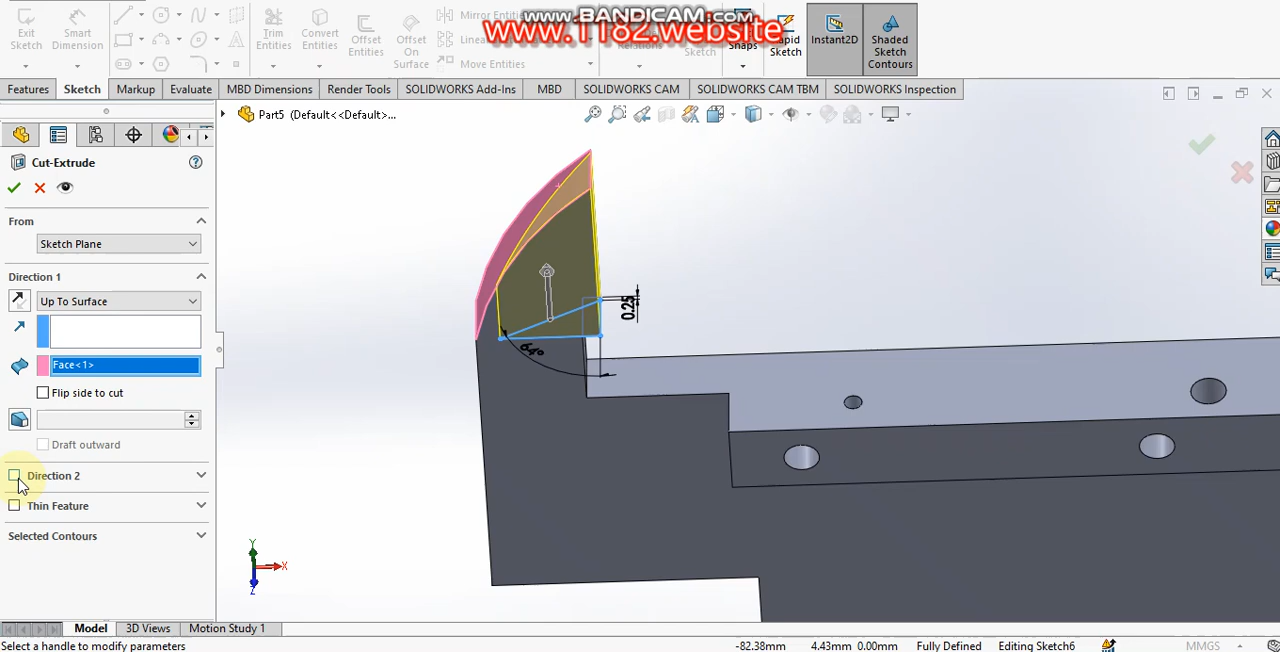 www.BANDICAM.com
www.1182.website
Exit Sketch
Smart Dimension
Trim Entities
Convert Entities
Offset Entities
Offset On Surface
Mirror Entities
Linear
Move Entities
Relations
Snaps
Rapid Sketch
Instant2D
Shaded Sketch Contours
Features
Sketch
Markup
Evaluate
MBD Dimensions
Render Tools
SOLIDWORKS Add-Ins
MBD
SOLIDWORKS CAM
SOLIDWORKS CAM TBM
SOLIDWORKS Inspection
Part5 (Default<<Default>...
Cut-Extrude
From
Sketch Plane
Direction 1
Up To Surface
Face<1>
Flip side to cut
Draft outward
Direction 2
Thin Feature
Selected Contours
0.25
64°
Y
X
Z
Model
3D Views
Motion Study 1
Select a handle to modify parameters
-82.38mm
4.43mm
0.00mm
Fully Defined
Editing Sketch6
MMGS